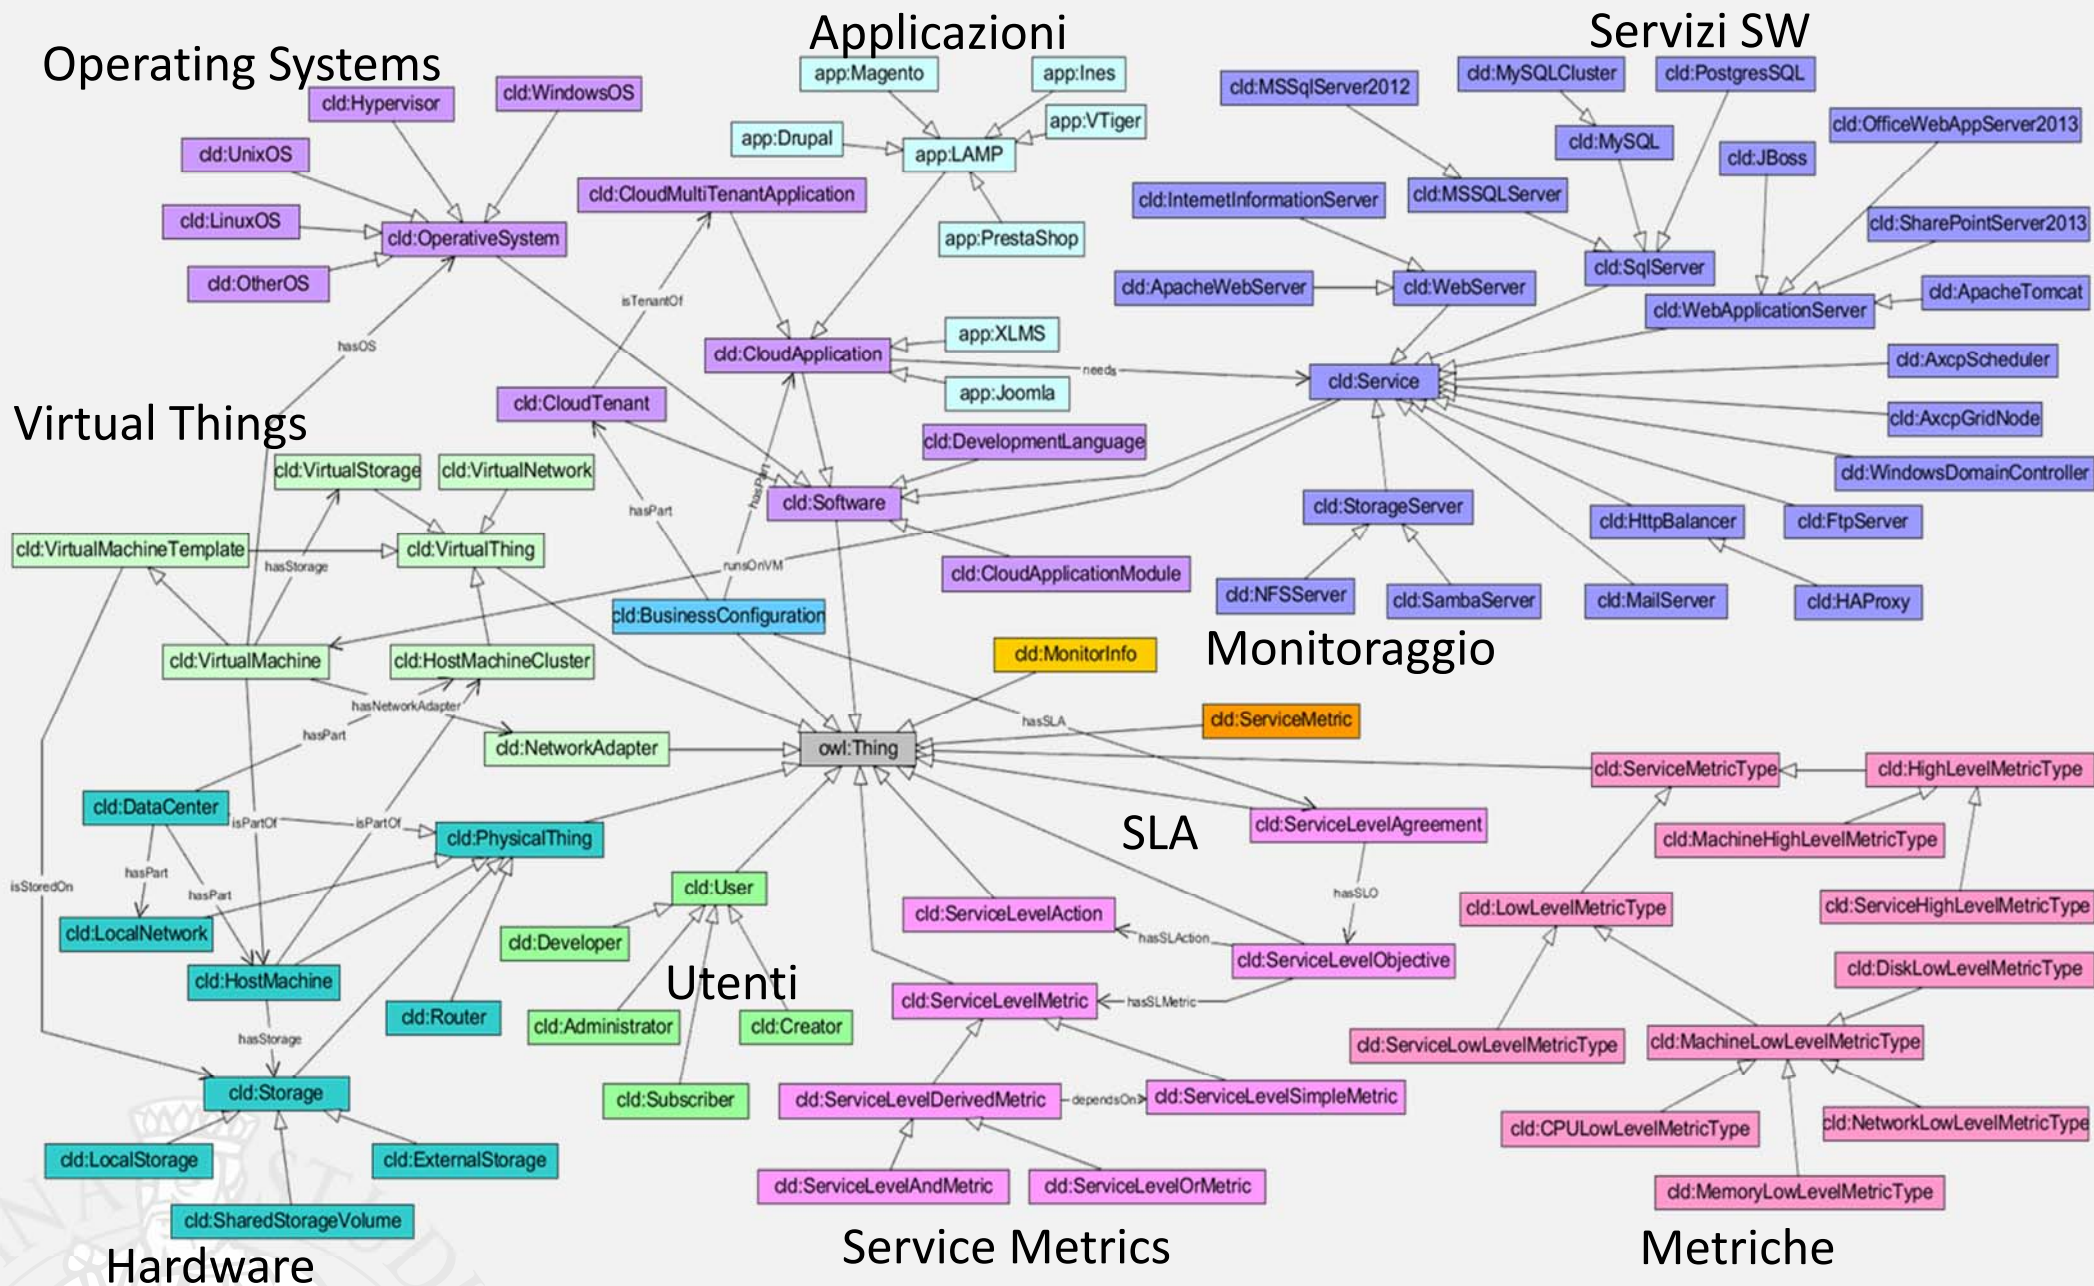 Applicazioni
Servizi SW
Operating Systems
app:Magento
app:Ines
cld:MSSqlServer2012
cld:MySQLCluster
cld:PostgresSQL
cld:Hypervisor
cld:WindowsOS
app:Drupal
app:VTiger
app:LAMP
cld:MySQL
cld:OfficeWebAppServer2013
cld:JBoss
cld:UnixOS
cld:CloudMultiTenantApplication
cld:InternetInformationServer
cld:MSSQLServer
cld:LinuxOS
cld:OperativeSystem
app:PrestaShop
cld:SharePointServer2013
cld:SqlServer
cld:OtherOS
isTenantOf
cld:ApacheWebServer
cld:WebServer
cld:WebApplicationServer
cld:ApacheTomcat
hasOS
cld:CloudApplication
app:XLMS
needs
cld:Service
cld:AxcpScheduler
app:Joomla
cld:CloudTenant
Virtual Things
cld:AxcpGridNode
cld:DevelopmentLanguage
cld:VirtualStorage
cld:VirtualNetwork
cld:WindowsDomainController
hasPart
hasPart
cld:Software
cld:StorageServer
cld:HttpBalancer
cld:FtpServer
cld:VirtualMachineTemplate
cld:VirtualThing
hasStorage
runsOnVM
cld:CloudApplicationModule
cld:NFSServer
cld:SambaServer
cld:MailServer
cld:HAProxy
cld:BusinessConfiguration
Monitoraggio
cld:VirtualMachine
cld:HostMachineCluster
cld:MonitorInfo
hasNetworkAdapter
hasSLA
cld:ServiceMetric
hasPart
cld:NetworkAdapter
owl:Thing
cld:ServiceMetricType
cld:HighLevelMetricType
cld:DataCenter
isPartOf
isPartOf
cld:PhysicalThing
SLA
cld:ServiceLevelAgreement
cld:MachineHighLevelMetricType
isStoredOn
hasPart
hasPart
cld:User
hasSLO
cld:ServiceLevelAction
cld:LowLevelMetricType
cld:ServiceHighLevelMetricType
cld:LocalNetwork
cld:Developer
hasSLAction
cld:ServiceLevelObjective
cld:DiskLowLevelMetricType
cld:HostMachine
Utenti
cld:ServiceLevelMetric
hasSLMetric
cld:Router
cld:Administrator
cld:Creator
hasStorage
cld:ServiceLowLevelMetricType
cld:MachineLowLevelMetricType
cld:Storage
cld:Subscriber
cld:ServiceLevelDerivedMetric
dependsOn
cld:ServiceLevelSimpleMetric
cld:CPULowLevelMetricType
cld:NetworkLowLevelMetricType
cld:LocalStorage
cld:ExternalStorage
cld:ServiceLevelAndMetric
cld:ServiceLevelOrMetric
cld:MemoryLowLevelMetricType
cld:SharedStorageVolume
Service Metrics
Metriche
Hardware